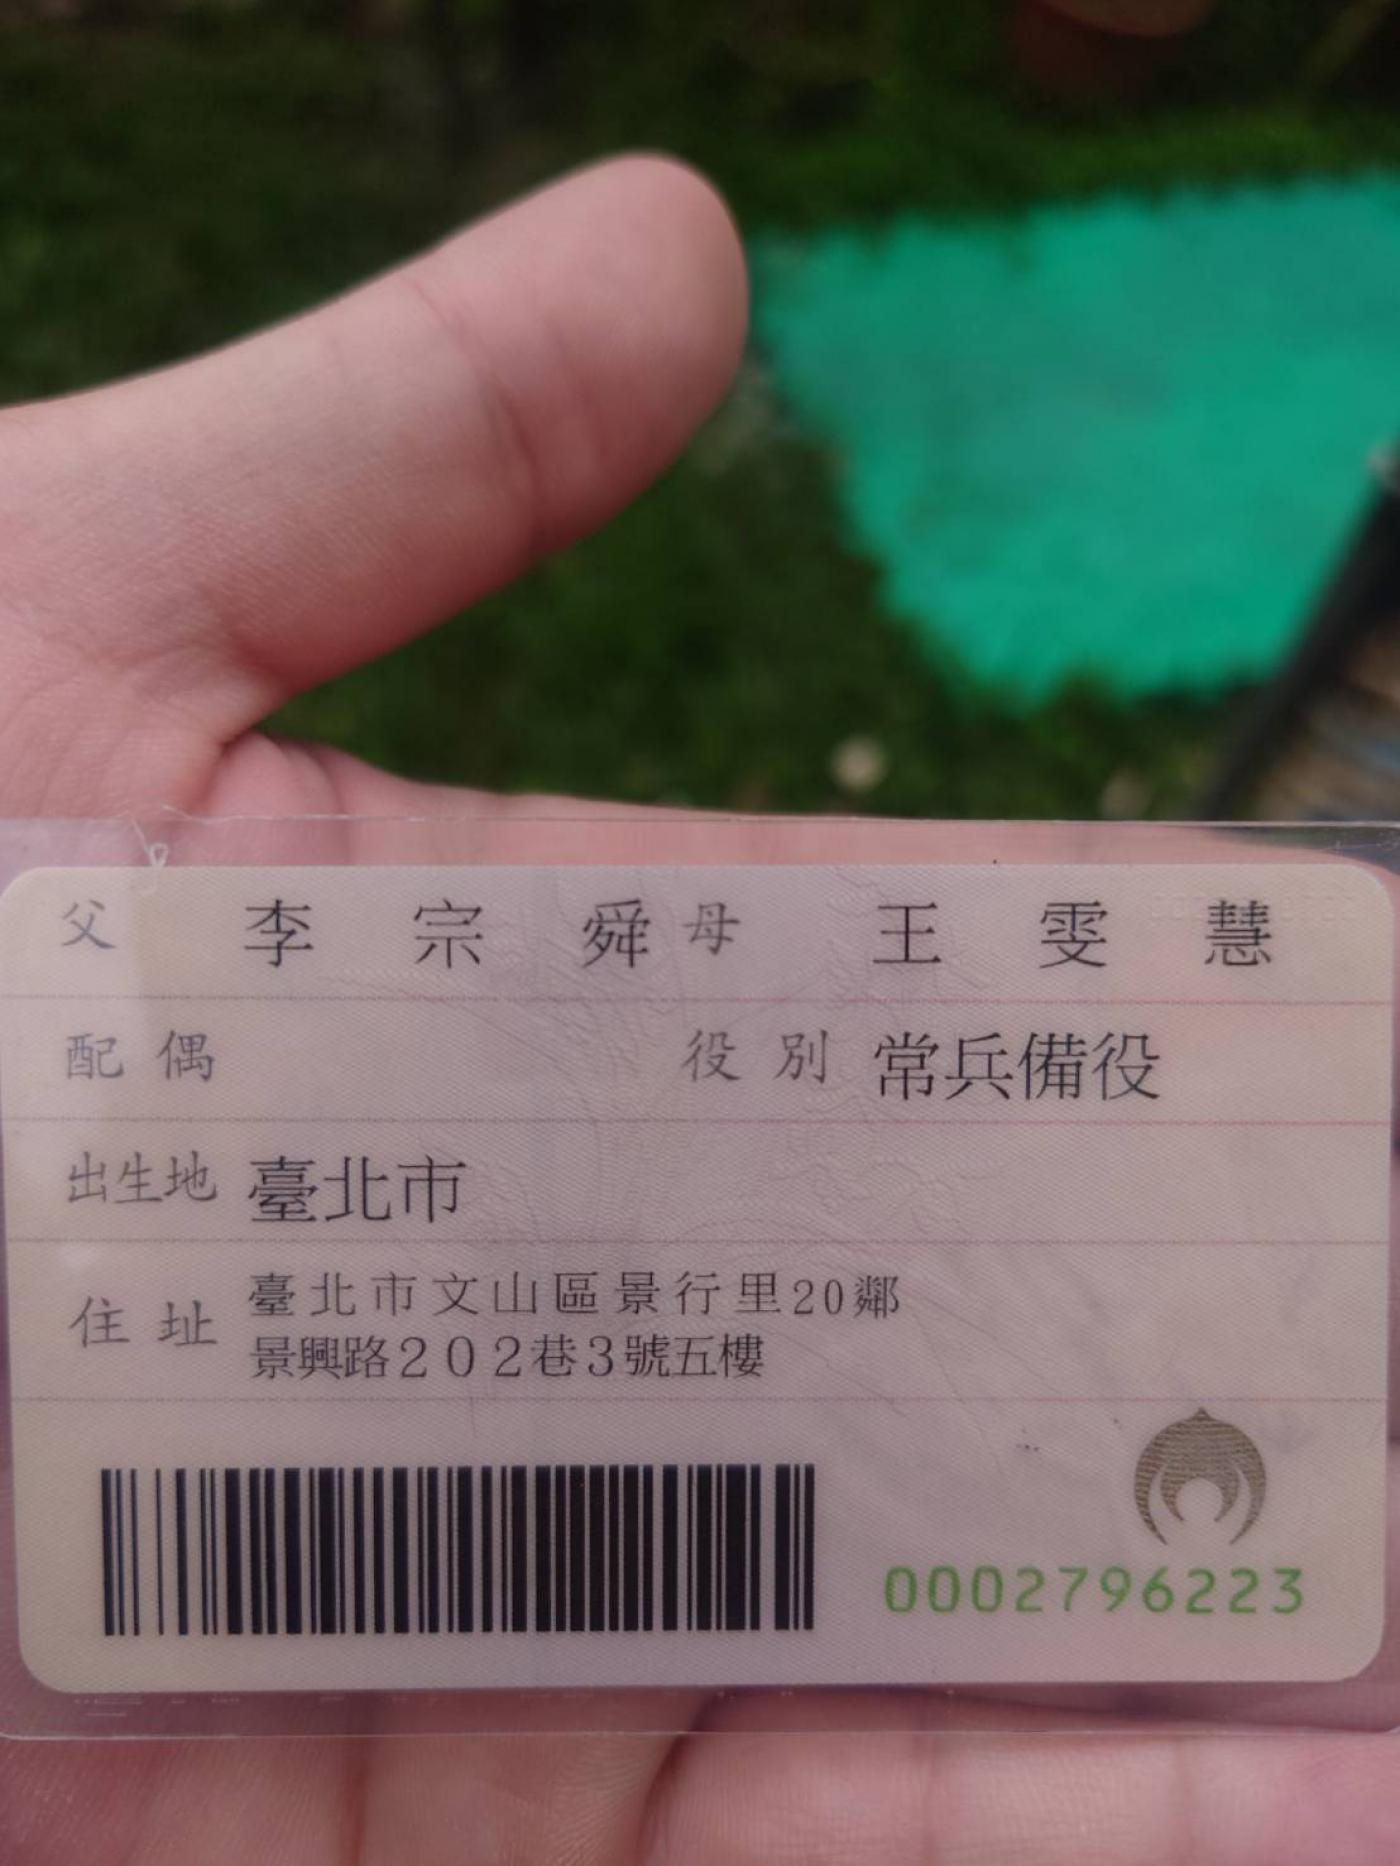 父 李宗舜 母 王雯慧
配偶 役別 常兵備役
出生地 臺北市
住址 臺北市文山區景行里20鄰
景興路202巷3號五樓
0002796223